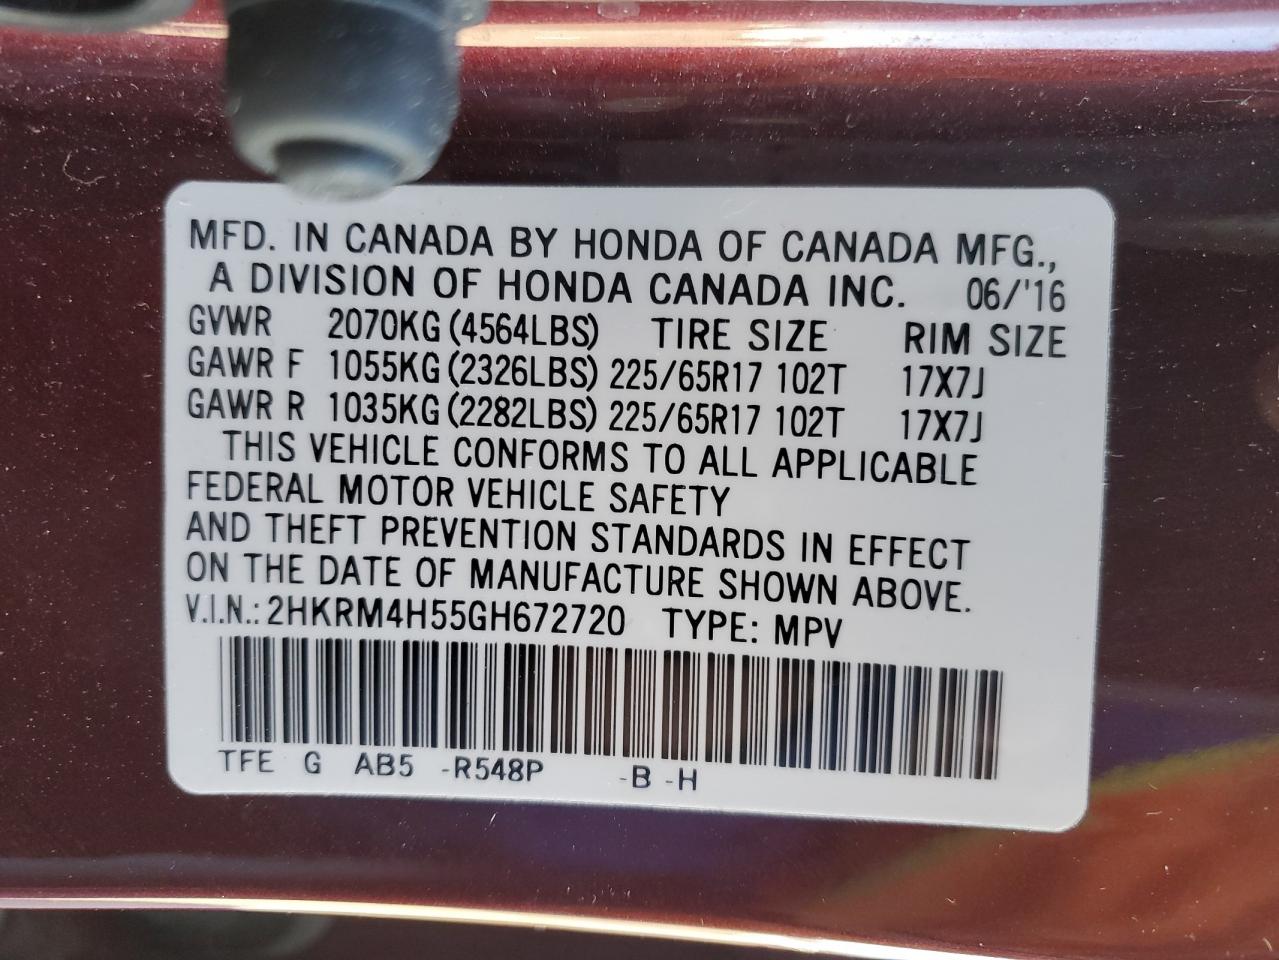 MFD. IN CANADA BY HONDA OF CANADA MFG.,
A DIVISION OF HONDA CANADA INC. 06/'16
GVWR 2070KG (4564LBS) TIRE SIZE RIM SIZE
GAWR F 1055KG (2326LBS) 225/65R17 102T 17X7J
GAWR R 1035KG (2282LBS) 225/65R17 102T 17X7J
THIS VEHICLE CONFORMS TO ALL APPLICABLE
FEDERAL MOTOR VEHICLE SAFETY
AND THEFT PREVENTION STANDARDS IN EFFECT
ON THE DATE OF MANUFACTURE SHOWN ABOVE.
V.I.N.: 2HKRM4H55GH672720 TYPE: MPV
TFE G AB5 -R548P -B -H